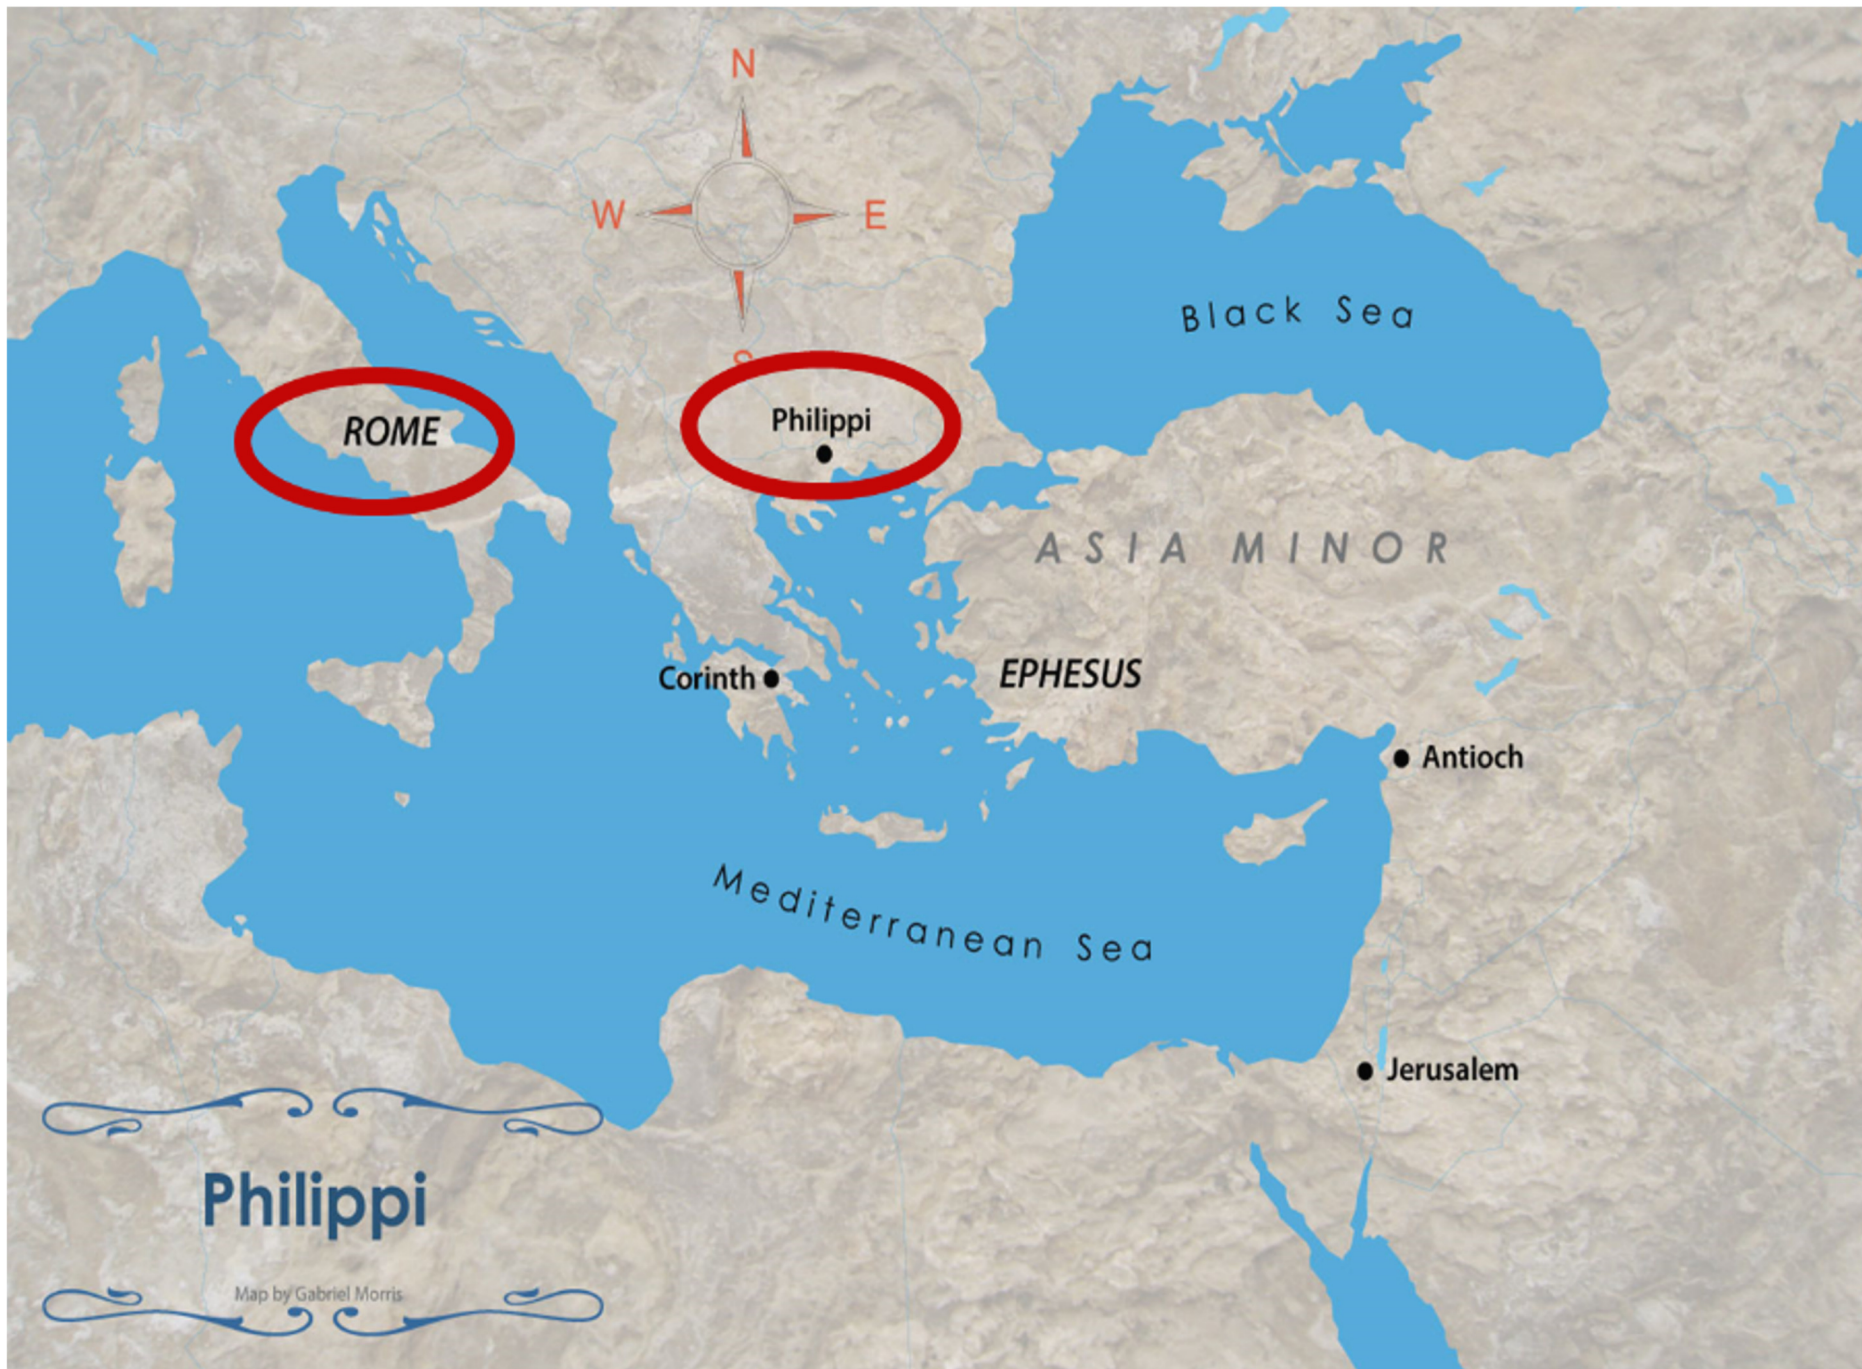 N
W
E
S
Black Sea
ROME
Philippi
ASIA MINOR
Corinth
EPHESUS
Antioch
Mediterranean Sea
Jerusalem
Philippi
Map by Gabriel Morris